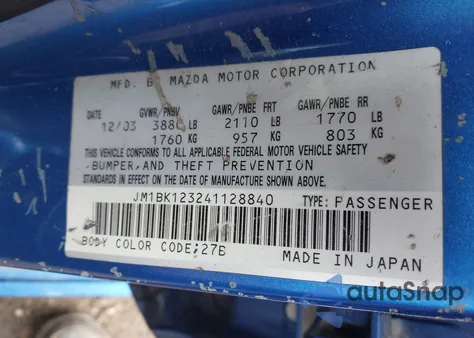 MFD. BY MAZDA MOTOR CORPORATION
DATE GVWR/PNBV GAWR/PNBE FRT GAWR/PNBE RR
12/03 3880 LB 2110 LB 1770 LB
1760 KG 957 KG 803 KG
THIS VEHICLE CONFORMS TO ALL APPLICABLE FEDERAL MOTOR VEHICLE SAFETY
BUMPER, AND THEFT PREVENTION
STANDARDS IN EFFECT ON THE DATE OF MANUFACTURE SHOWN ABOVE.
JM1BK123241128840 TYPE: PASSENGER
BODY COLOR CODE:27B MADE IN JAPAN
autoSnap